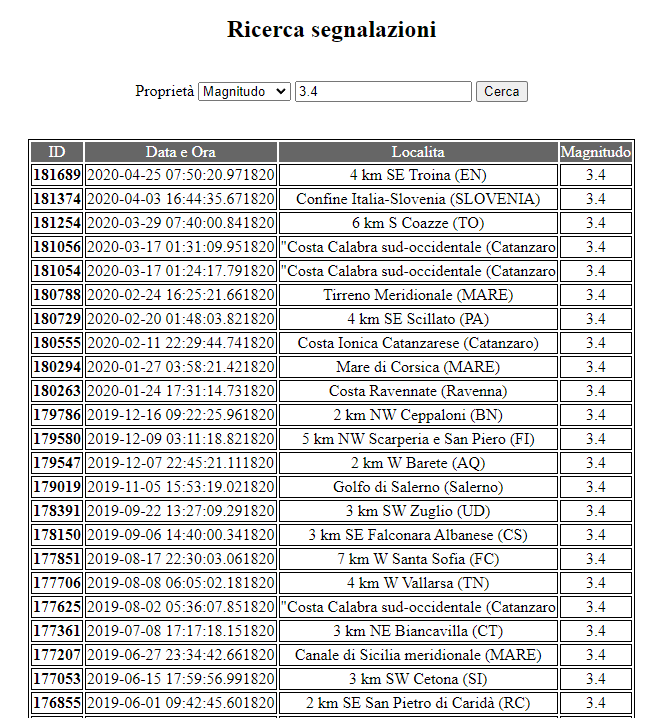 Ricerca segnalazioni
Proprietà Magnitudo 3.4 Cerca
ID Data e Ora Localita Magnitudo
181689 2020-04-25 07:50:20.971820 4 km SE Troina (EN) 3.4
181374 2020-04-03 16:44:35.671820 Confine Italia-Slovenia (SLOVENIA) 3.4
181254 2020-03-29 07:40:00.841820 6 km S Coazze (TO) 3.4
181056 2020-03-17 01:31:09.951820 "Costa Calabra sud-occidentale (Catanzaro 3.4
181054 2020-03-17 01:24:17.791820 "Costa Calabra sud-occidentale (Catanzaro 3.4
180788 2020-02-24 16:25:21.661820 Tirreno Meridionale (MARE) 3.4
180729 2020-02-20 01:48:03.821820 4 km SE Scillato (PA) 3.4
180555 2020-02-11 22:29:44.741820 Costa Ionica Catanzarese (Catanzaro) 3.4
180294 2020-01-27 03:58:21.421820 Mare di Corsica (MARE) 3.4
180263 2020-01-24 17:31:14.731820 Costa Ravennate (Ravenna) 3.4
179786 2019-12-16 09:22:25.961820 2 km NW Ceppaloni (BN) 3.4
179580 2019-12-09 03:11:18.821820 5 km NW Scarperia e San Piero (FI) 3.4
179547 2019-12-07 22:45:21.111820 2 km W Barete (AQ) 3.4
179019 2019-11-05 15:53:19.021820 Golfo di Salerno (Salerno) 3.4
178391 2019-09-22 13:27:09.291820 3 km SW Zuglio (UD) 3.4
178150 2019-09-06 14:40:00.341820 3 km SE Falconara Albanese (CS) 3.4
177851 2019-08-17 22:30:03.061820 7 km W Santa Sofia (FC) 3.4
177706 2019-08-08 06:05:02.181820 4 km W Vallarsa (TN) 3.4
177625 2019-08-02 05:36:07.851820 "Costa Calabra sud-occidentale (Catanzaro 3.4
177361 2019-07-08 17:17:18.151820 3 km NE Biancavilla (CT) 3.4
177207 2019-06-27 23:34:42.661820 Canale di Sicilia meridionale (MARE) 3.4
177053 2019-06-15 17:59:56.991820 3 km SW Cetona (SI) 3.4
176855 2019-06-01 09:42:45.601820 2 km SE San Pietro di Caridà (RC) 3.4